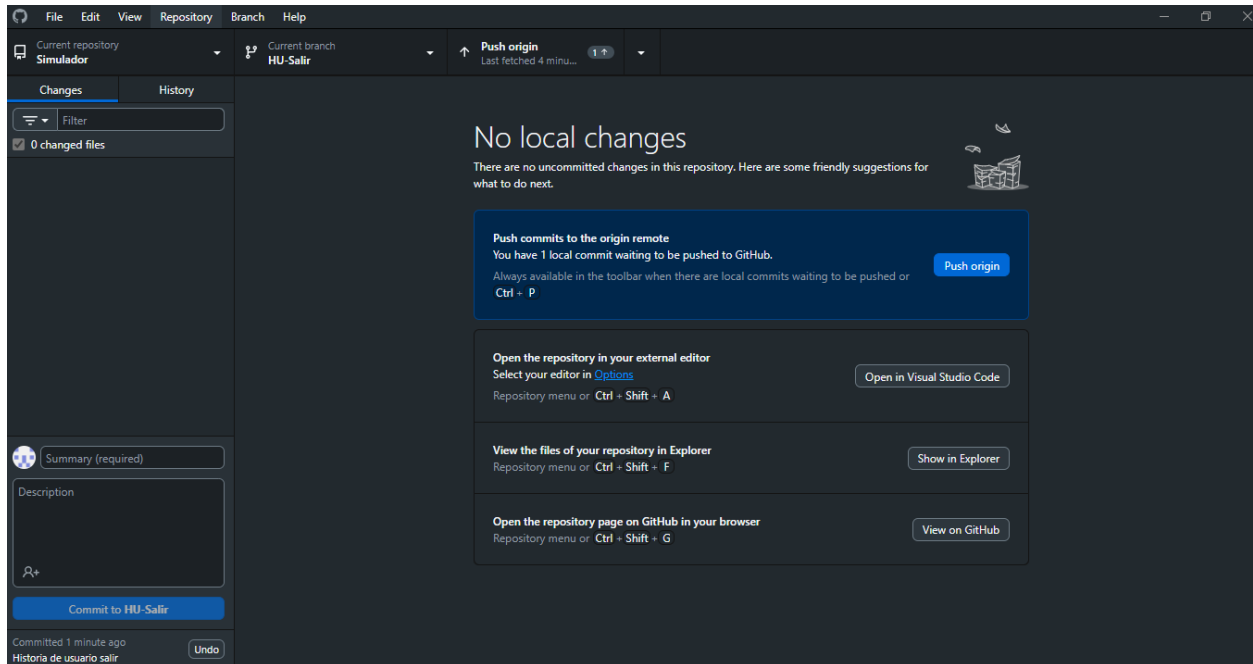 File Edit View Repository Branch Help
Current repository
Simulador
Current branch
HU-Salir
Push origin
Last fetched 4 minu...
1
Changes History
Filter
0 changed files
No local changes
There are no uncommitted changes in this repository. Here are some friendly suggestions for
what to do next.
Push commits to the origin remote
You have 1 local commit waiting to be pushed to GitHub.
Always available in the toolbar when there are local commits waiting to be pushed or
Ctrl + P
Push origin
Open the repository in your external editor
Select your editor in Options
Repository menu or Ctrl + Shift + A
Open in Visual Studio Code
View the files of your repository in Explorer
Repository menu or Ctrl + Shift + F
Show in Explorer
Open the repository page on GitHub in your browser
Repository menu or Ctrl + Shift + G
View on GitHub
Summary (required)
Description
Commit to HU-Salir
Committed 1 minute ago
Historia de usuario salir
Undo